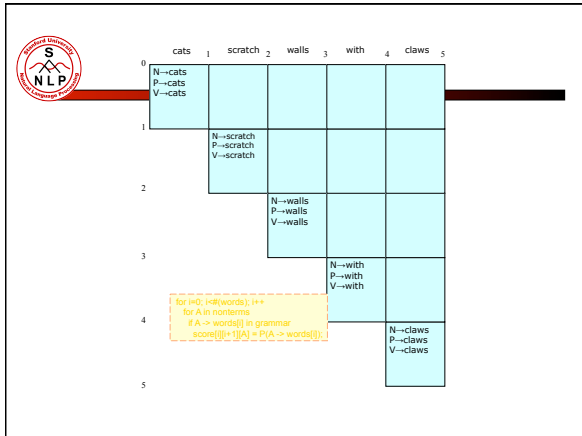 cats 1 scratch 2 walls 3 with 4 claws 5
0
Stanford University
S
NLP
Natural Language Processing
N→cats
P→cats
V→cats
1
N→scratch
P→scratch
V→scratch
2
N→walls
P→walls
V→walls
3
N→with
P→with
V→with
for i=0; i<#(words); i++
for A in nonterms
if A -> words[i] in grammar
score[i][i+1][A] = P(A -> words[i]);
4
N→claws
P→claws
V→claws
5